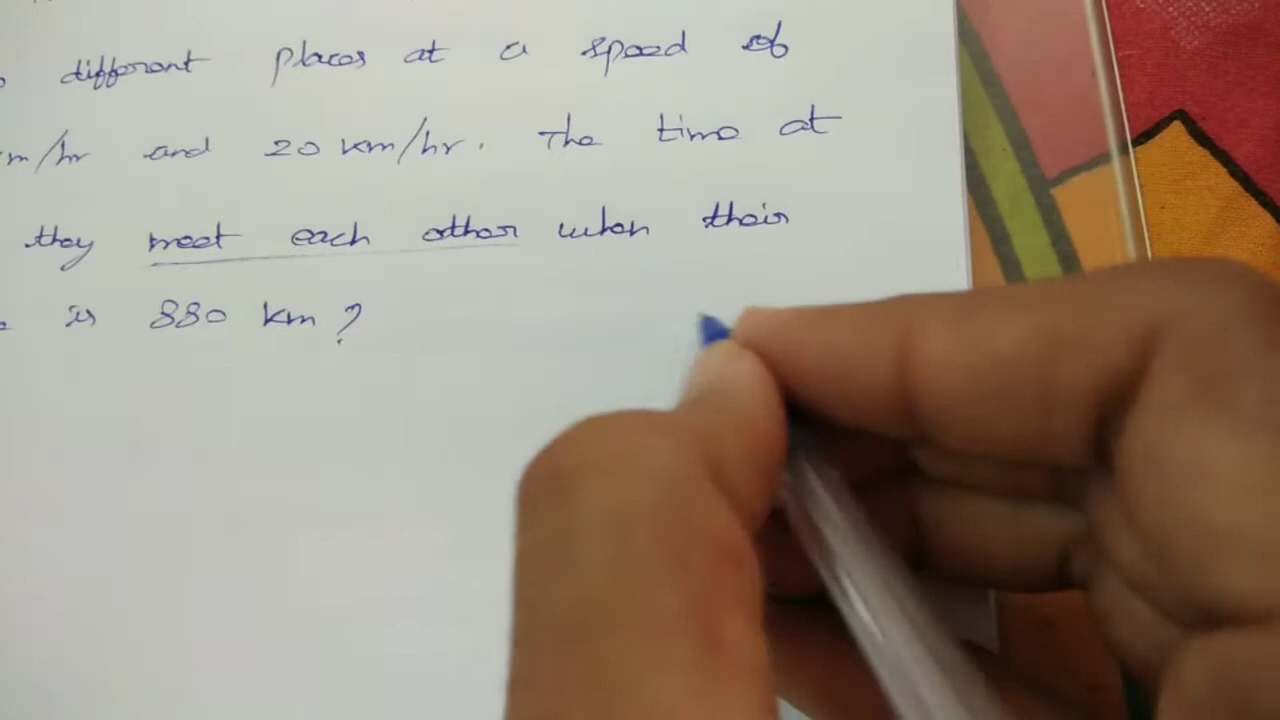 different places at a speed of
m/hr and 20 km/hr. The time at
they meet each other when their
is 880 km?